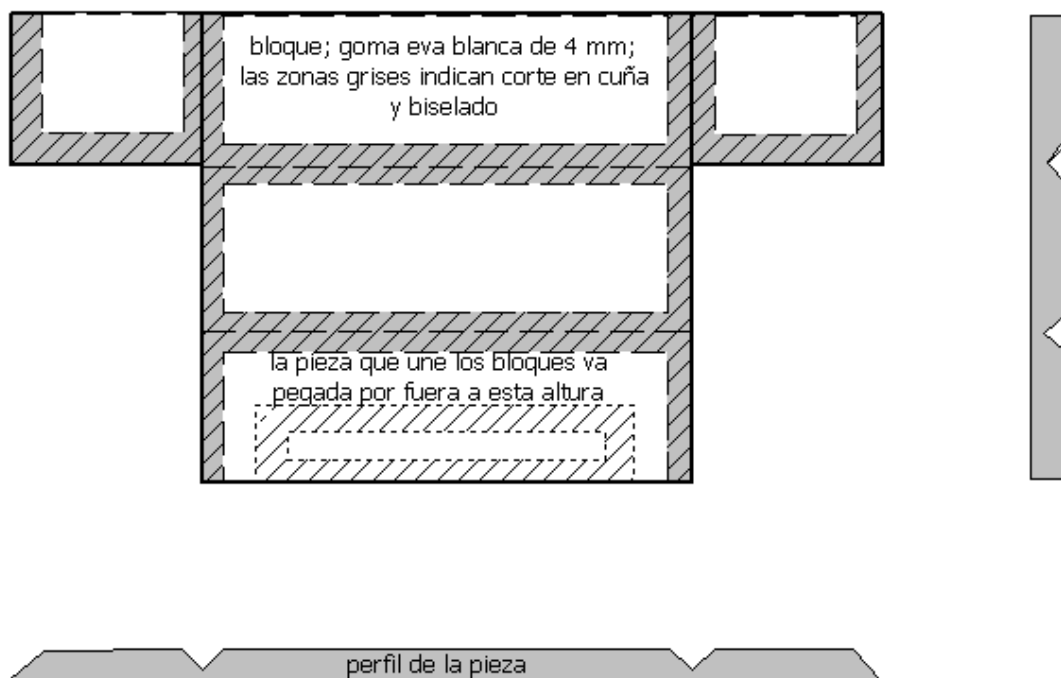 bloque; goma eva blanca de 4 mm;
las zonas grises indican corte en cuña
y biselado
la pieza que une los bloques va
pegada por fuera a esta altura
perfil de la pieza